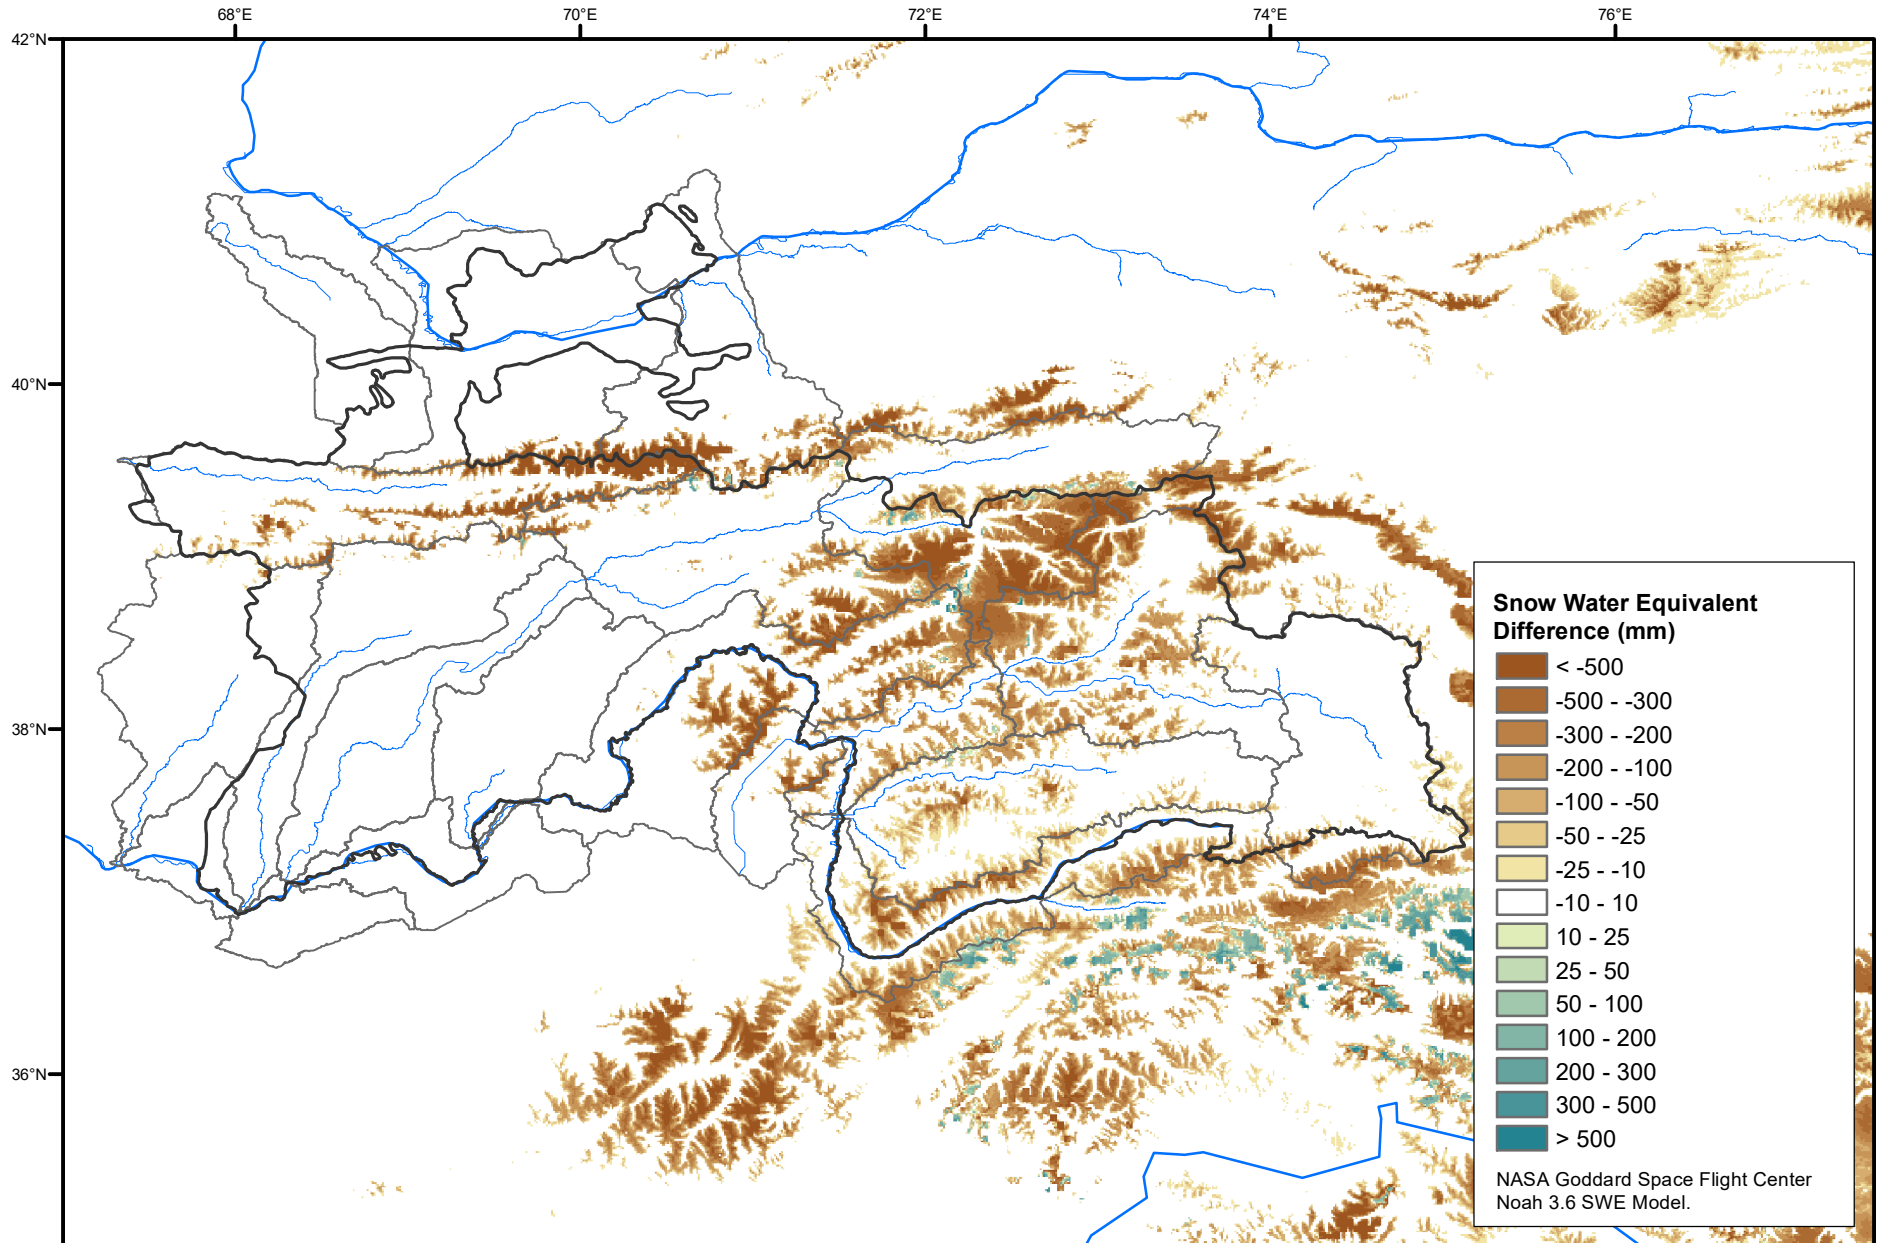 68°E
70°E
72°E
74°E
76°E
42°N
40°N
38°N
36°N
Snow Water Equivalent
Difference (mm)
< -500
-500 - -300
-300 - -200
-200 - -100
-100 - -50
-50 - -25
-25 - -10
-10 - 10
10 - 25
25 - 50
50 - 100
100 - 200
200 - 300
300 - 500
> 500
NASA Goddard Space Flight Center
Noah 3.6 SWE Model.